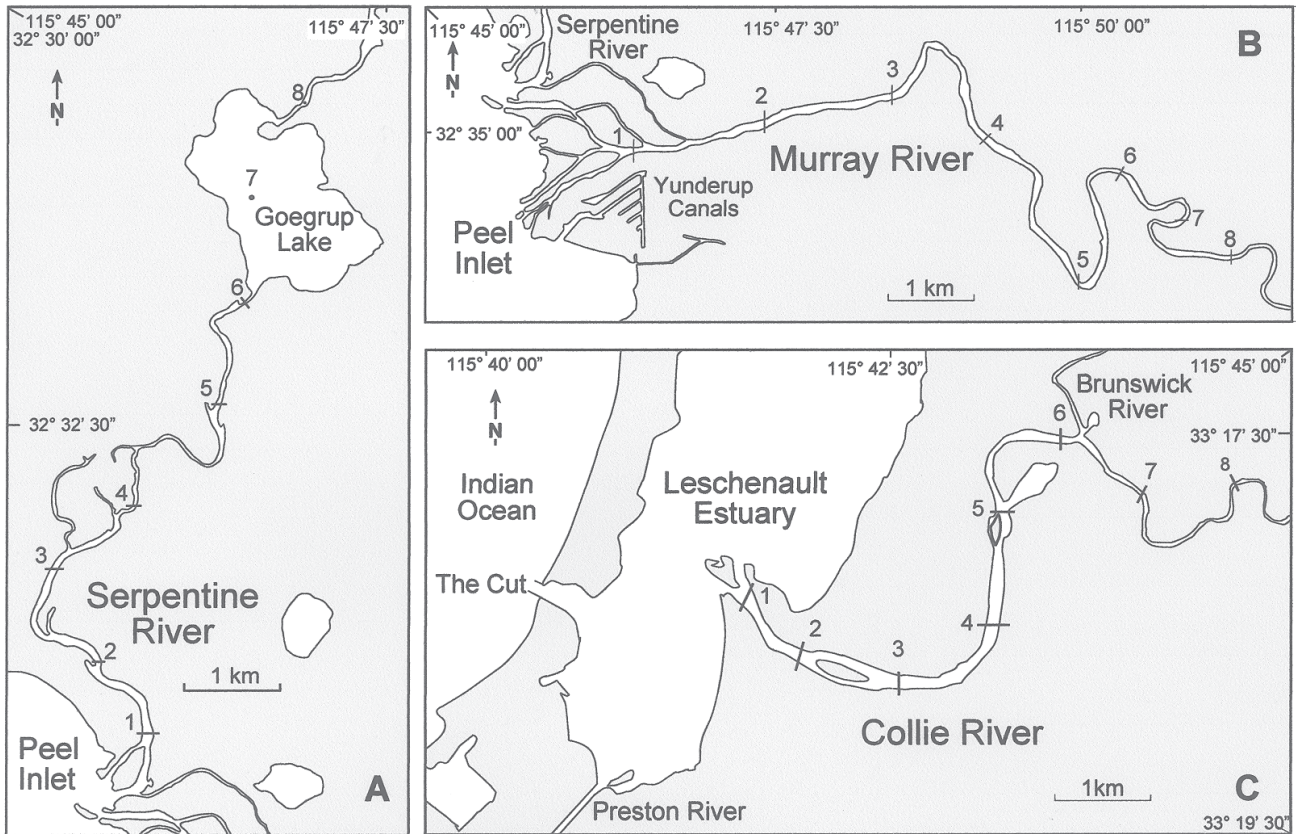 115° 45' 00"
32° 30' 00"
115° 47' 30"
N
8
7
Goegrup
Lake
6
5
32° 32' 30"
4
3
Serpentine
River
2
1 km
1
Peel
Inlet
A
115° 45' 00"
Serpentine
River
115° 47' 30"
115° 50' 00"
B
N
32° 35' 00"
1
2
3
4
Murray River
Yunderup
Canals
Peel
Inlet
5
6
7
8
1 km
115° 40' 00"
115° 42' 30"
115° 45' 00"
N
Brunswick
River
33° 17' 30"
Indian
Ocean
Leschenault
Estuary
The Cut
1
2
3
4
5
6
7
8
Collie River
Preston River
1km
C
33° 19' 30"